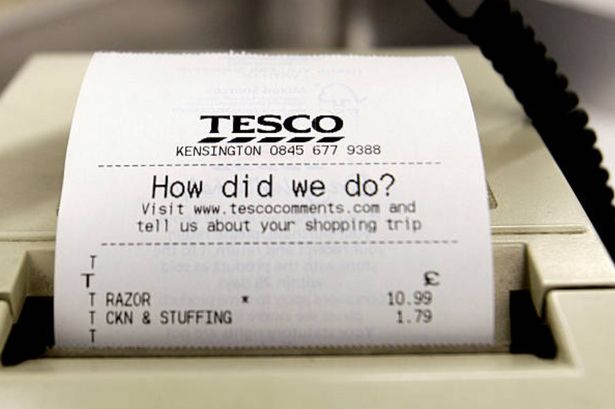 TESCO
KENSINGTON 0845 677 9388
How did we do?
Visit www.tescocomments.com and
tell us about your shopping trip
T
T £
T RAZOR * 10.99
T CKN & STUFFING 1.79
T